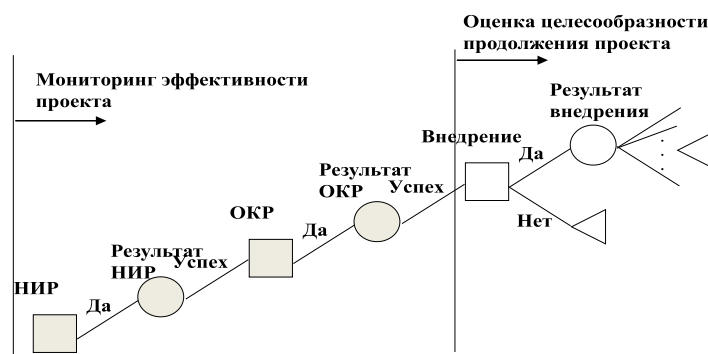 Оценка целесообразности
продолжения проекта
Мониторинг эффективности
проекта
Результат
внедрения
Внедрение
Да
Результат
ОКР
Успех
Нет
ОКР
Да
Результат
НИР
Успех
НИР
Да